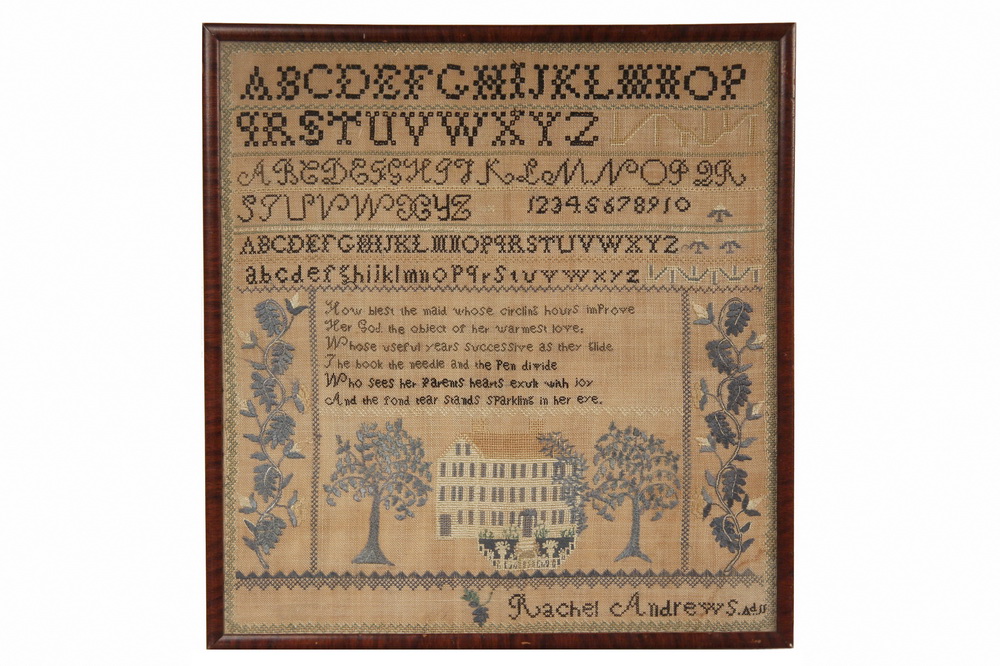 ABCDEFGHIJKLMNOP
qRSTUVWXYZ
ABCDEFGHIJKLMNOPQR
STUVWXYZ 12345678910
ABCDEFGHIJKLMNOPqRSTUVWXYZ
abcdefghijklmnopqrstuvwxyz
How blest the maid whose circling hours improve
Her God the object of her warmest love;
Whose useful years successive as they glide
The book the needle and the Pen divide
Who sees her Parents hearts exult with joy
And the fond tear stands sparkling in her eye.
Rachel Andrews.